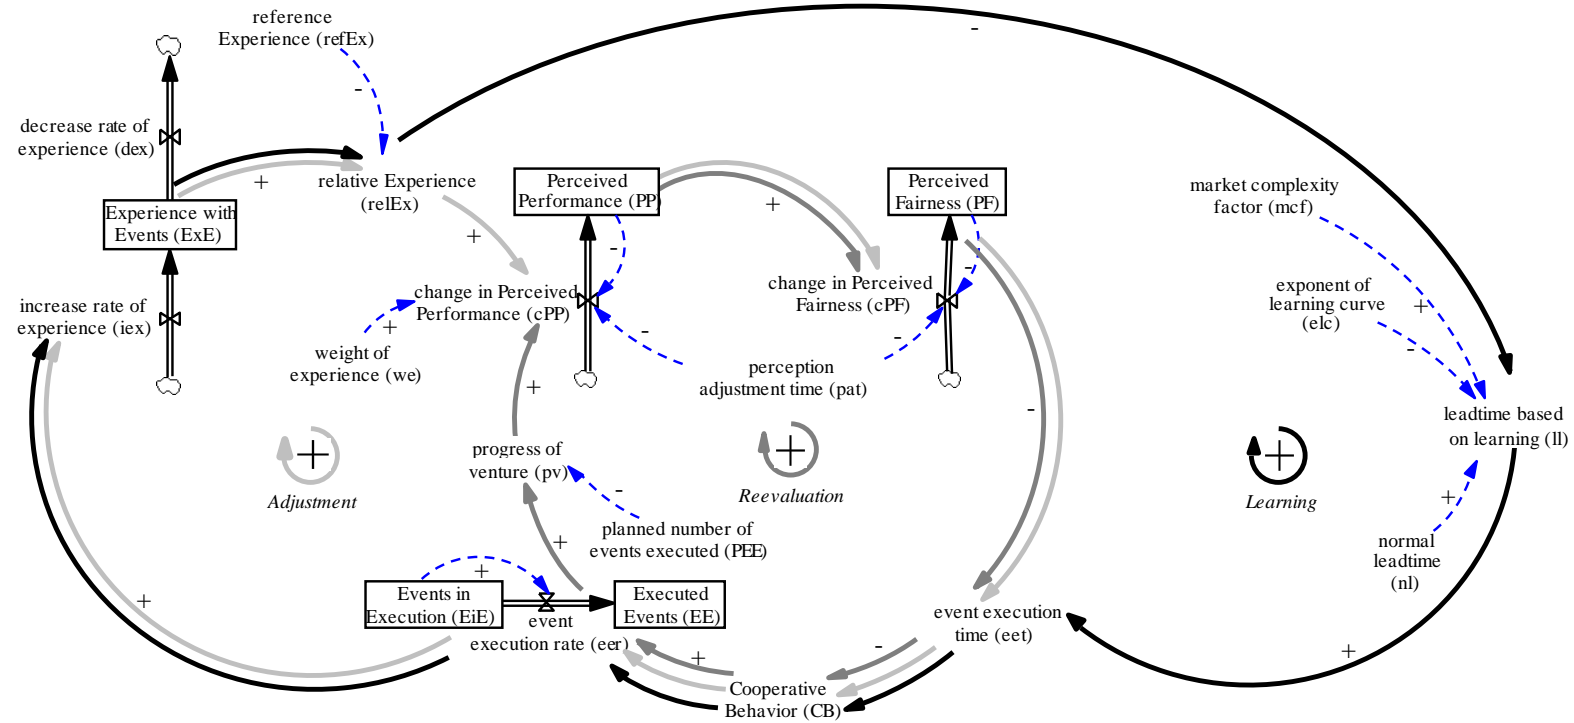 reference
Experience (refEx)
-
-
decrease rate of
experience (dex)
+
relative Experience
(relEx)
Perceived
Performance (PP)
Perceived
Fairness (PF)
market complexity
factor (mcf)
Experience with
Events (ExE)
+
+
-
-
change in Perceived
Performance (cPP)
change in Perceived
Fairness (cPF)
exponent of
learning curve
(elc)
increase rate of
experience (iex)
+
+
-
-
-
weight of
experience (we)
perception
adjustment time (pat)
+
-
leadtime based
on learning (ll)
progress of
venture (pv)
+
Adjustment
+
Reevaluation
+
Learning
-
+
planned number of
events executed (PEE)
normal
leadtime
(nl)
+
+
Events in
Execution (EiE)
Executed
Events (EE)
event
execution rate (eer)
event execution
time (eet)
+
+
-
+
Cooperative
Behavior (CB)